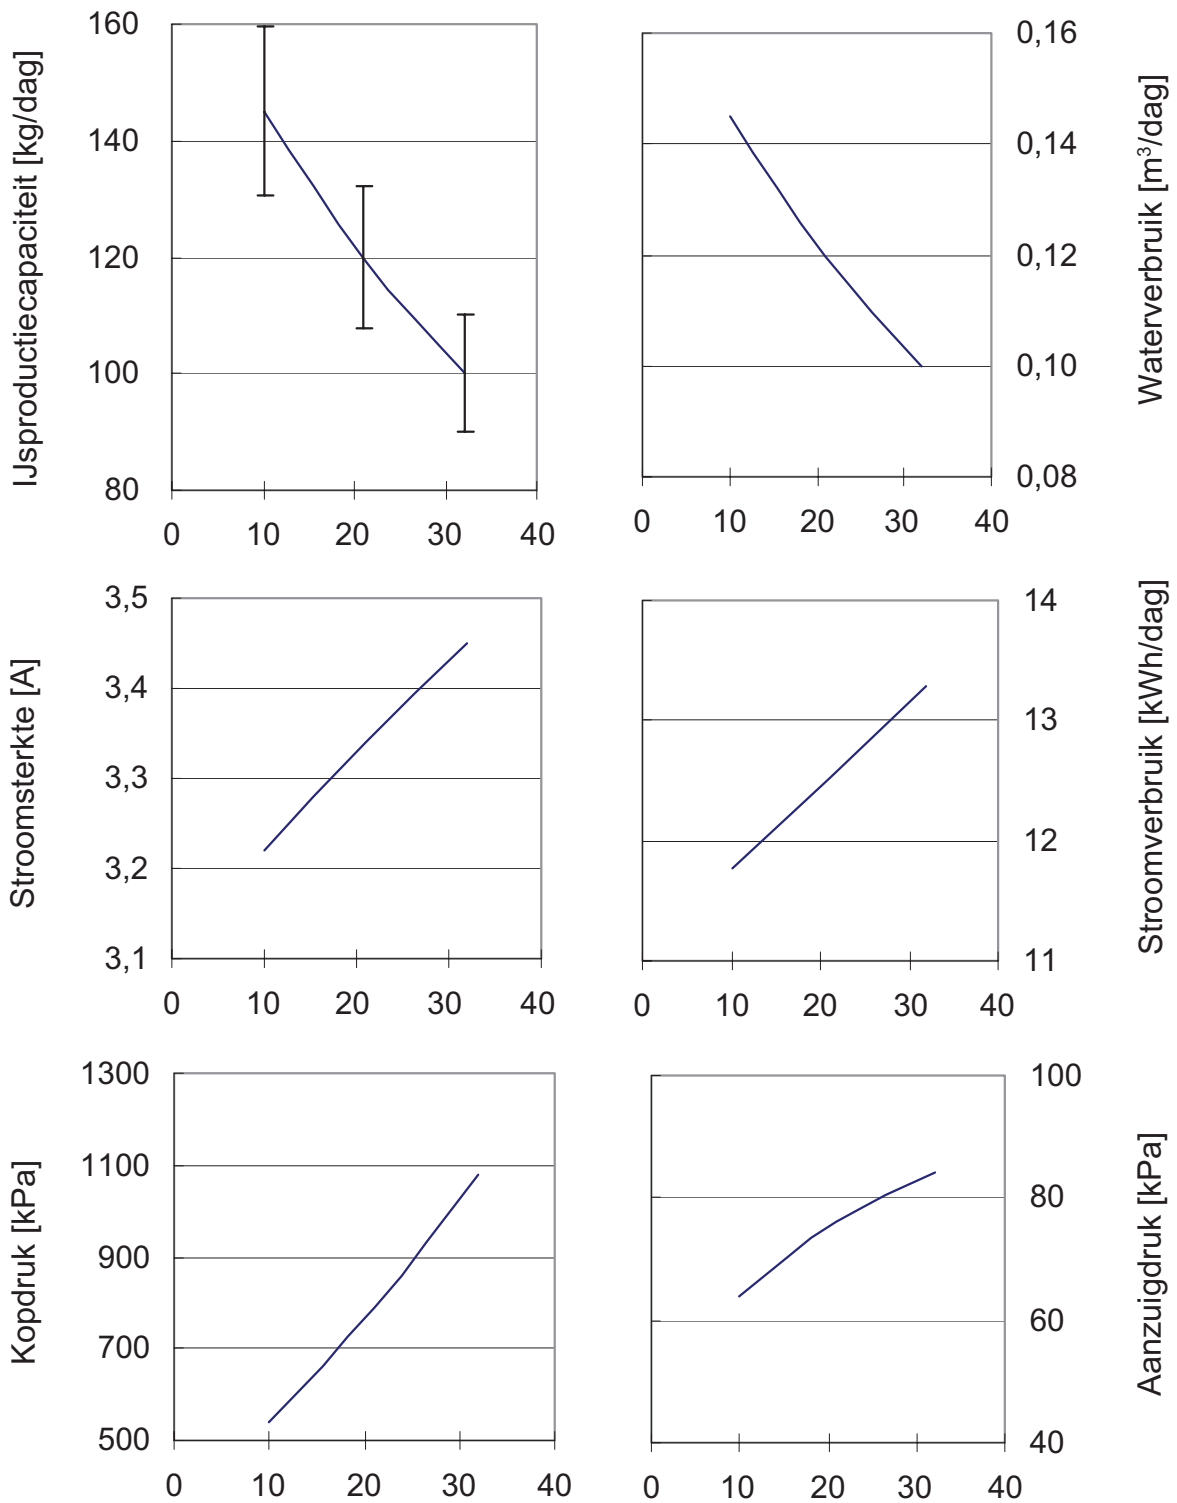 IJsproductiecapaciteit [kg/dag]
160
140
120
100
80
0 10 20 30 40
0,16
0,14
0,12
0,10
0,08
0 10 20 30 40
Waterverbruik [m³/dag]
Stroomsterkte [A]
3,5
3,4
3,3
3,2
3,1
0 10 20 30 40
14
13
12
11
0 10 20 30 40
Stroomverbruik [kWh/dag]
Kopdruk [kPa]
1300
1100
900
700
500
0 10 20 30 40
100
80
60
40
0 10 20 30 40
Aanzuigdruk [kPa]